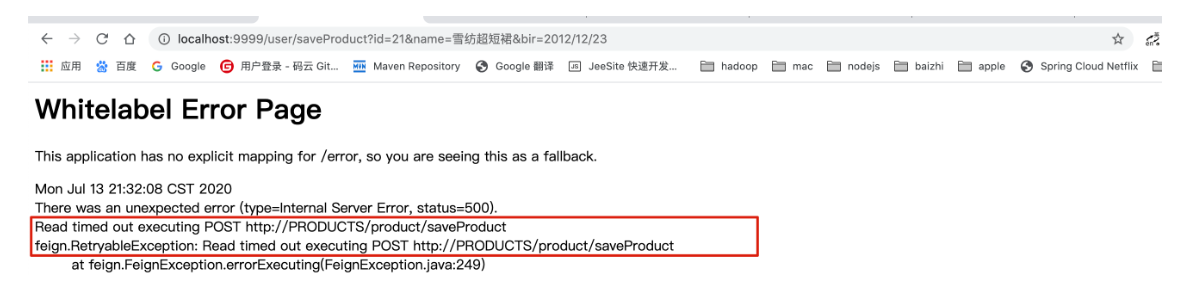 localhost:9999/user/saveProduct?id=21&name=雪纺超短裙&bir=2012/12/23
应用 百度 Google 用户登录 - 码云 Git... Maven Repository Google 翻译 JeeSite 快速开发... hadoop mac nodejs baizhi apple Spring Cloud Netflix
Whitelabel Error Page
This application has no explicit mapping for /error, so you are seeing this as a fallback.
Mon Jul 13 21:32:08 CST 2020
There was an unexpected error (type=Internal Server Error, status=500).
Read timed out executing POST http://PRODUCTS/product/saveProduct
feign.RetryableException: Read timed out executing POST http://PRODUCTS/product/saveProduct
at feign.FeignException.errorExecuting(FeignException.java:249)